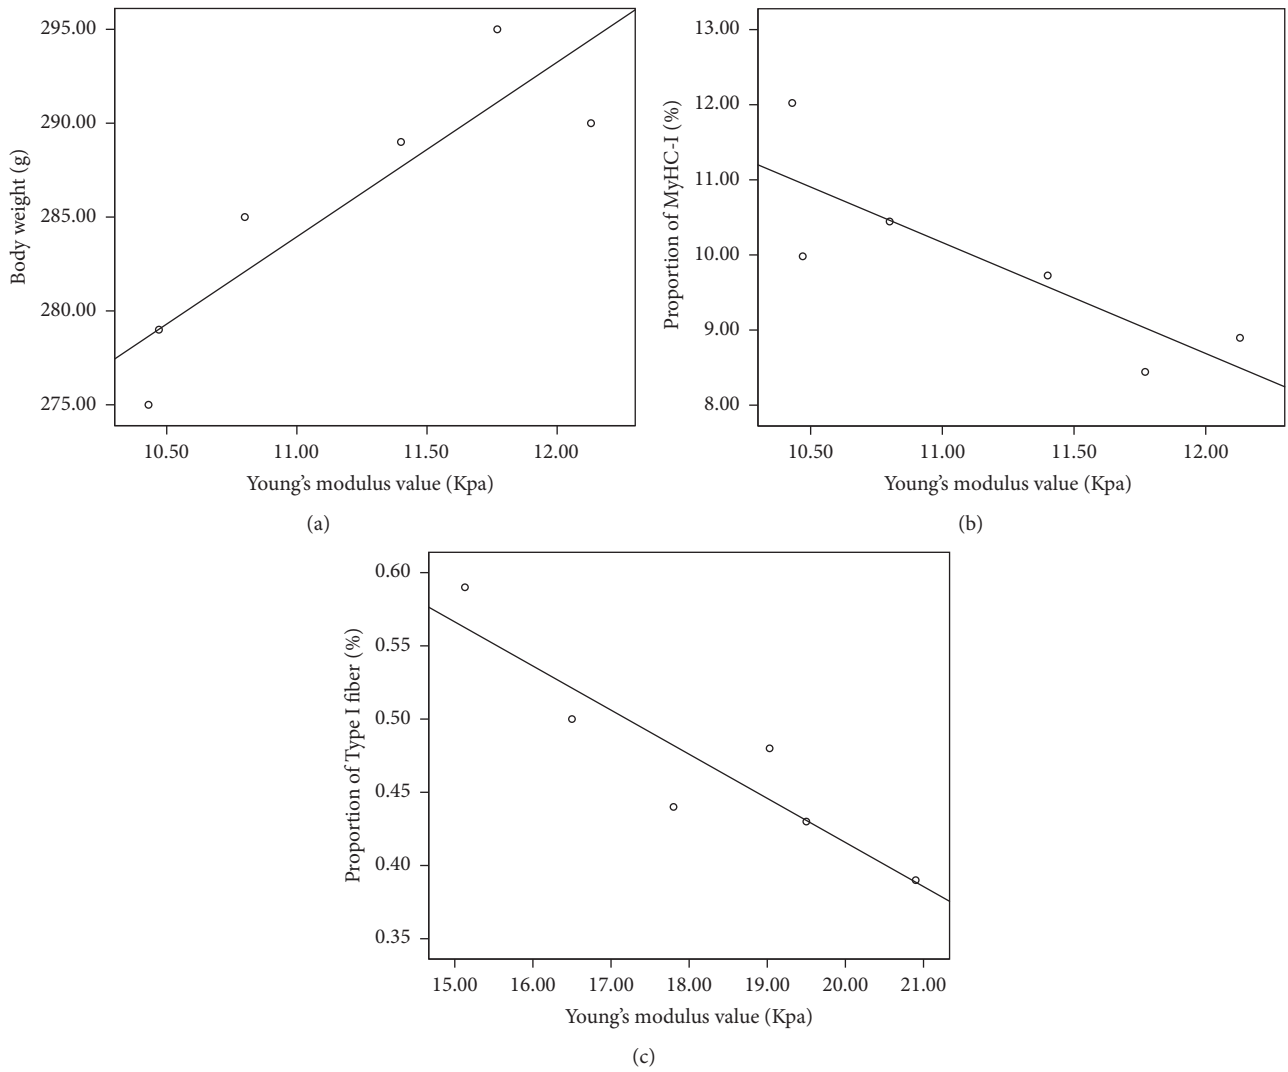 295.00
290.00
285.00
280.00
275.00
Body weight (g)
10.50 11.00 11.50 12.00
Young's modulus value (Kpa)
(a)
13.00
12.00
11.00
10.00
9.00
8.00
Proportion of MyHC-I (%)
10.50 11.00 11.50 12.00
Young's modulus value (Kpa)
(b)
0.60
0.55
0.50
0.45
0.40
0.35
Proportion of Type I fiber (%)
15.00 16.00 17.00 18.00 19.00 20.00 21.00
Young's modulus value (Kpa)
(c)